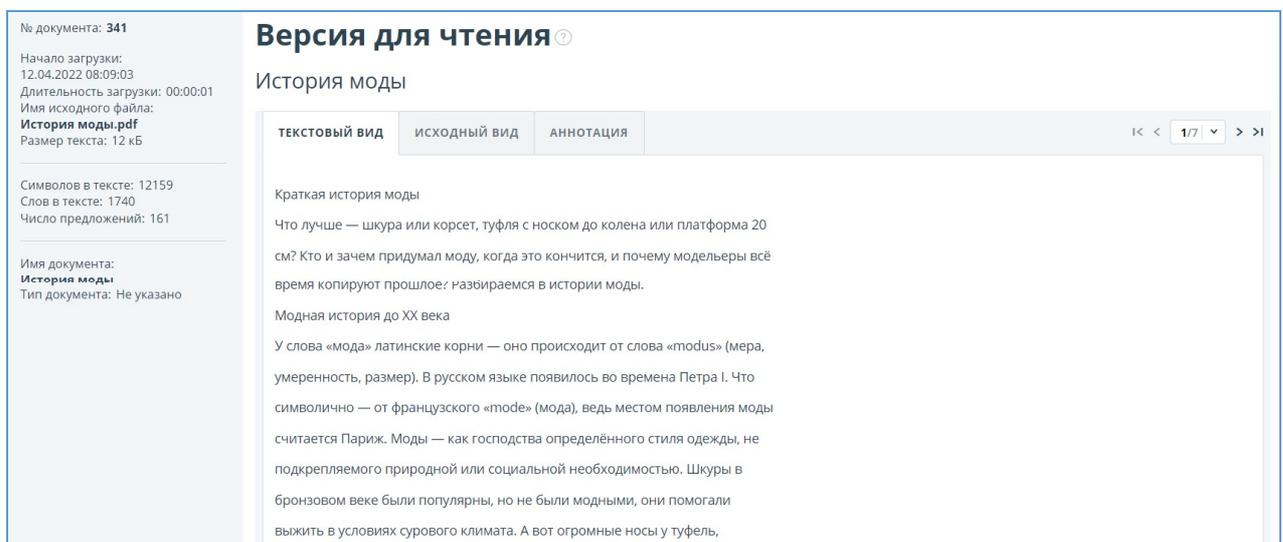 № документа: 341
Начало загрузки:
12.04.2022 08:09:03
Длительность загрузки: 00:00:01
Имя исходного файла:
История моды.pdf
Размер текста: 12 кБ
Символов в тексте: 12159
Слов в тексте: 1740
Число предложений: 161
Имя документа:
История моды
Тип документа: Не указано
Версия для чтения ?
История моды
ТЕКСТОВЫЙ ВИД ИСХОДНЫЙ ВИД АННОТАЦИЯ 1/7
Краткая история моды
Что лучше — шкура или корсет, туфля с носком до колена или платформа 20
см? Кто и зачем придумал моду, когда это кончится, и почему модельеры всё
время копируют прошлое? Разбираемся в истории моды.
Модная история до XX века
У слова «мода» латинские корни — оно происходит от слова «modus» (мера,
умеренность, размер). В русском языке появилось во времена Петра I. Что
символично — от французского «mode» (мода), ведь местом появления моды
считается Париж. Моды — как господства определённого стиля одежды, не
подкрепляемого природной или социальной необходимостью. Шкуры в
бронзовом веке были популярны, но не были модными, они помогали
выжить в условиях сурового климата. А вот огромные носы у туфель,